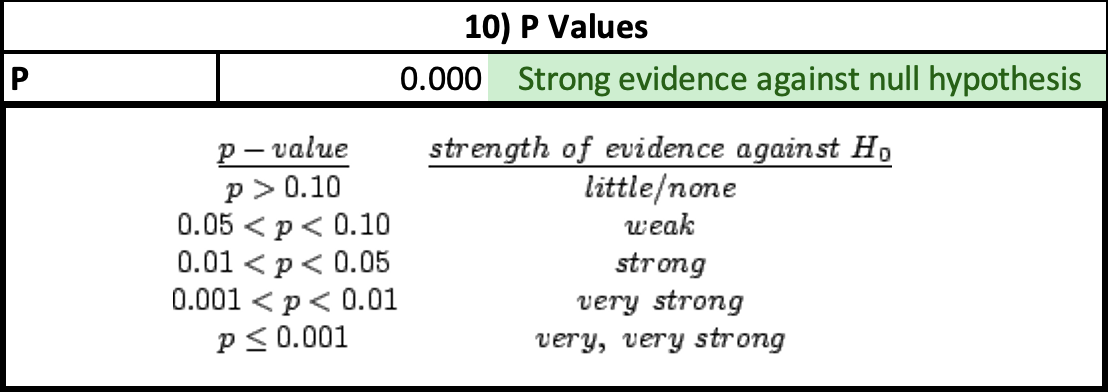 10) P Values
P 0.000 Strong evidence against null hypothesis
p − value strength of evidence against H₀
p > 0.10 little/none
0.05 < p < 0.10 weak
0.01 < p < 0.05 strong
0.001 < p < 0.01 very strong
p ≤ 0.001 very, very strong